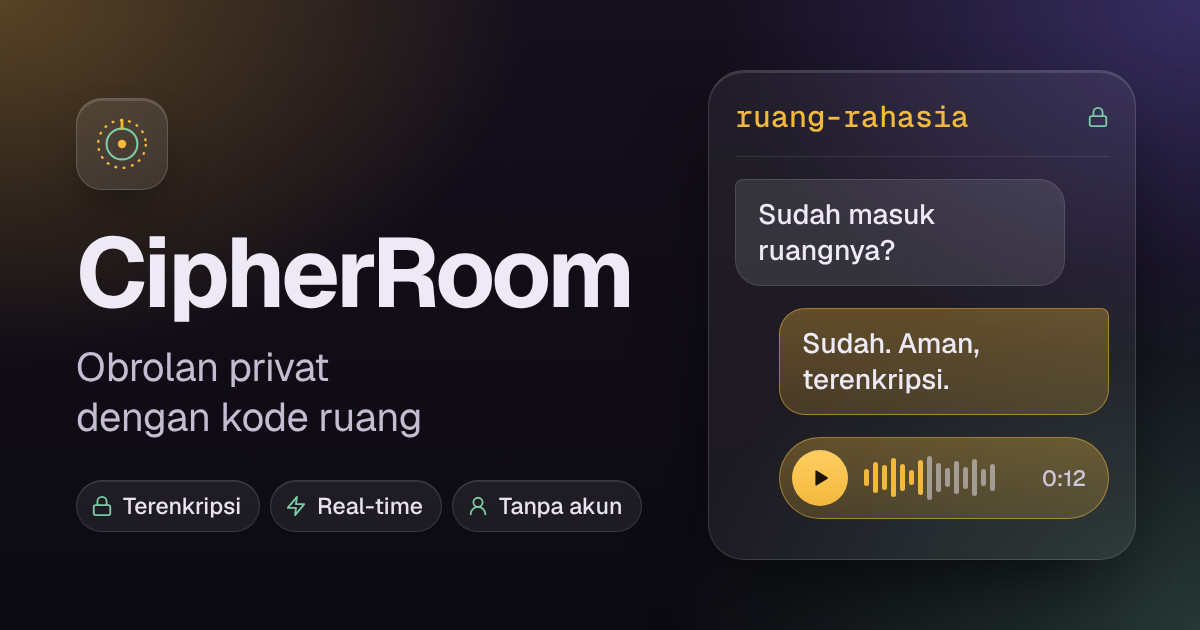 CipherRoom
Obrolan privat
dengan kode ruang
Terenkripsi
Real-time
Tanpa akun
ruang-rahasia
Sudah masuk
ruangnya?
Sudah. Aman,
terenkripsi.
0:12